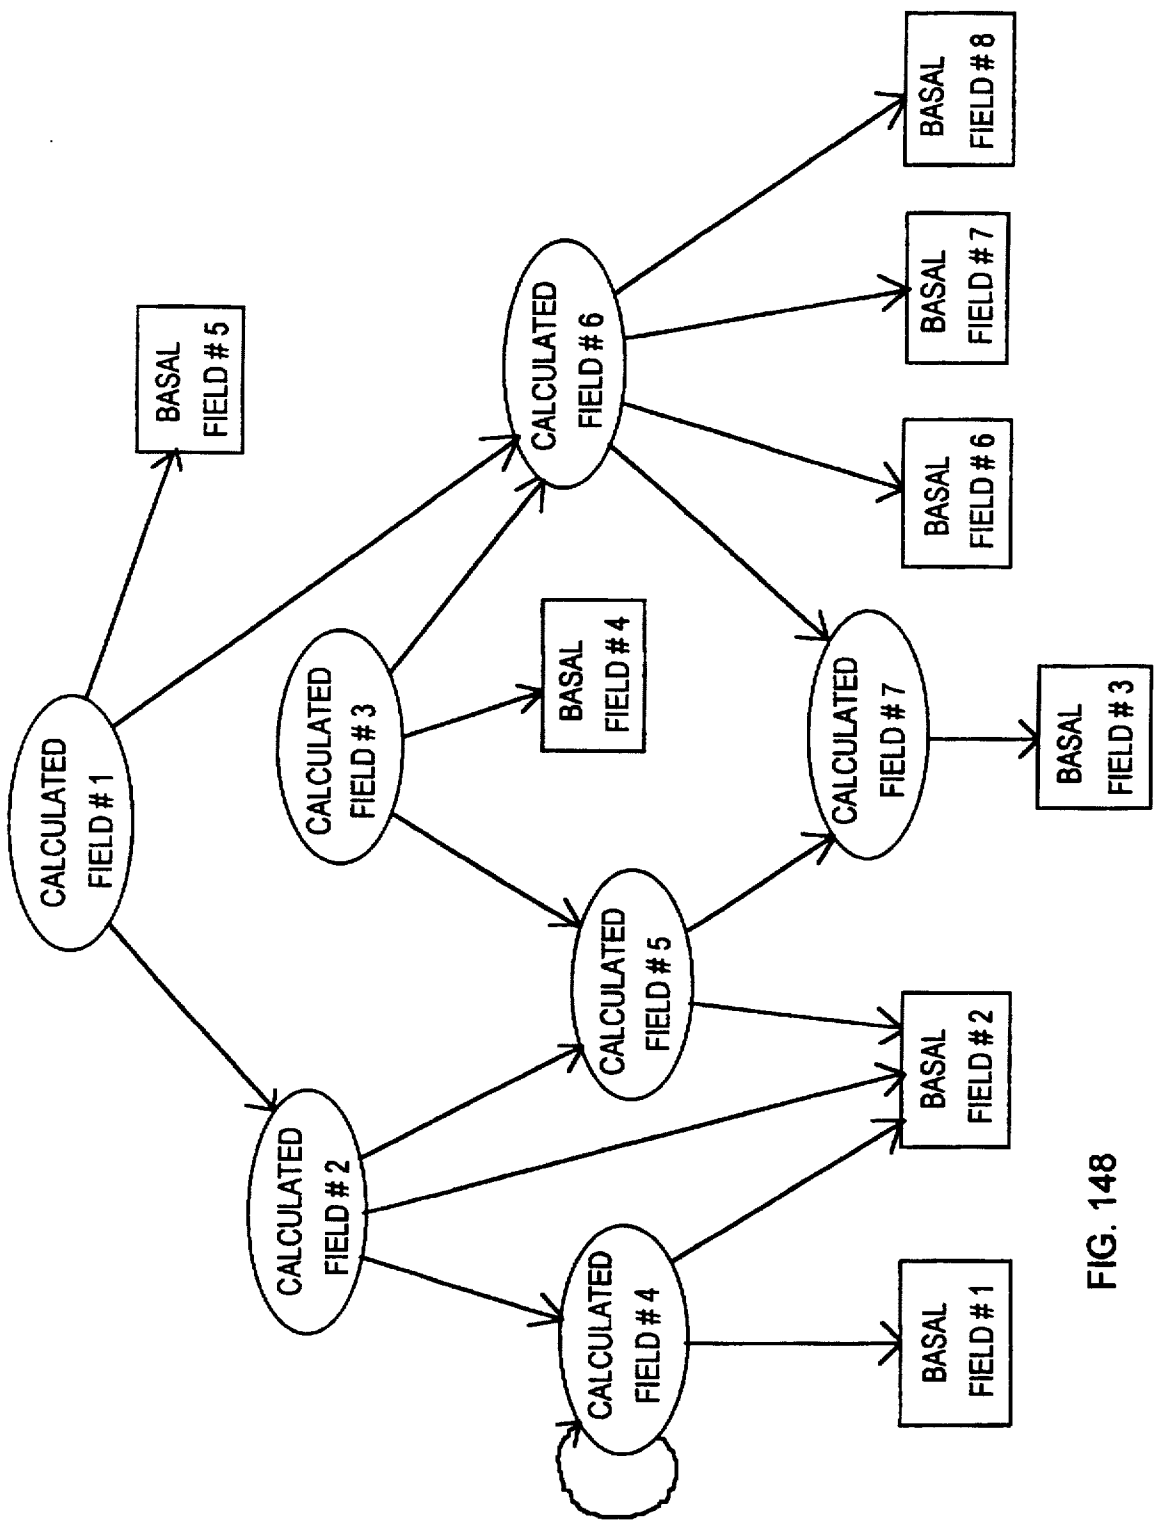 CALCULATED
FIELD # 1
BASAL
FIELD # 5
CALCULATED
FIELD # 2
CALCULATED
FIELD # 3
CALCULATED
FIELD # 6
CALCULATED
FIELD # 4
CALCULATED
FIELD # 5
BASAL
FIELD # 4
CALCULATED
FIELD # 7
BASAL
FIELD # 1
BASAL
FIELD # 2
BASAL
FIELD # 6
BASAL
FIELD # 7
BASAL
FIELD # 8
BASAL
FIELD # 3
FIG. 148